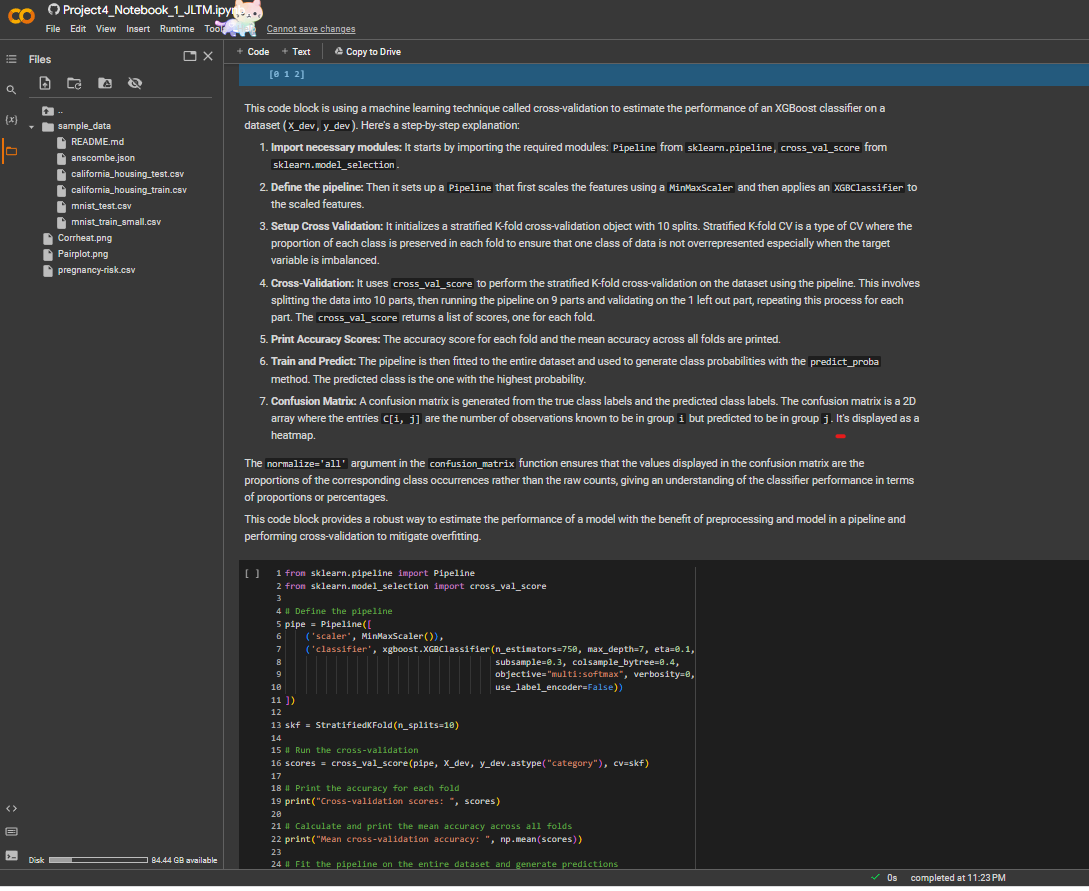 Project4_Notebook_1_JLTM.ipyn
File Edit View Insert Runtime Tool Cannot save changes
Files
+ Code + Text Copy to Drive
..
sample_data
README.md
anscombe.json
california_housing_test.csv
california_housing_train.csv
mnist_test.csv
mnist_train_small.csv
Corrheat.png
Pairplot.png
pregnancy-risk.csv
{x}
<>
Disk 84.44 GB available
[0 1 2]
This code block is using a machine learning technique called cross-validation to estimate the performance of an XGBoost classifier on a
dataset (X_dev, y_dev). Here's a step-by-step explanation:
1. Import necessary modules: It starts by importing the required modules: Pipeline from sklearn.pipeline, cross_val_score from
sklearn.model_selection.
2. Define the pipeline: Then it sets up a Pipeline that first scales the features using a MinMaxScaler and then applies an XGBClassifier to
the scaled features.
3. Setup Cross Validation: It initializes a stratified K-fold cross-validation object with 10 splits. Stratified K-fold CV is a type of CV where the
proportion of each class is preserved in each fold to ensure that one class of data is not overrepresented especially when the target
variable is imbalanced.
4. Cross-Validation: It uses cross_val_score to perform the stratified K-fold cross-validation on the dataset using the pipeline. This involves
splitting the data into 10 parts, then running the pipeline on 9 parts and validating on the 1 left out part, repeating this process for each
part. The cross_val_score returns a list of scores, one for each fold.
5. Print Accuracy Scores: The accuracy score for each fold and the mean accuracy across all folds are printed.
6. Train and Predict: The pipeline is then fitted to the entire dataset and used to generate class probabilities with the predict_proba
method. The predicted class is the one with the highest probability.
7. Confusion Matrix: A confusion matrix is generated from the true class labels and the predicted class labels. The confusion matrix is a 2D
array where the entries C[i, j] are the number of observations known to be in group i but predicted to be in group j. It's displayed as a
heatmap.
The normalize='all' argument in the confusion_matrix function ensures that the values displayed in the confusion matrix are the
proportions of the corresponding class occurrences rather than the raw counts, giving an understanding of the classifier performance in terms
of proportions or percentages.
This code block provides a robust way to estimate the performance of a model with the benefit of preprocessing and model in a pipeline and
performing cross-validation to mitigate overfitting.
[ ] 1 from sklearn.pipeline import Pipeline
2 from sklearn.model_selection import cross_val_score
3
4 # Define the pipeline
5 pipe = Pipeline([
6 ('scaler', MinMaxScaler()),
7 ('classifier', xgboost.XGBClassifier(n_estimators=750, max_depth=7, eta=0.1,
8 subsample=0.3, colsample_bytree=0.4,
9 objective="multi:softmax", verbosity=0,
10 use_label_encoder=False))
11 ])
12
13 skf = StratifiedKFold(n_splits=10)
14
15 # Run the cross-validation
16 scores = cross_val_score(pipe, X_dev, y_dev.astype("category"), cv=skf)
17
18 # Print the accuracy for each fold
19 print("Cross-validation scores: ", scores)
20
21 # Calculate and print the mean accuracy across all folds
22 print("Mean cross-validation accuracy: ", np.mean(scores))
23
24 # Fit the pipeline on the entire dataset and generate predictions
0s completed at 11:23 PM